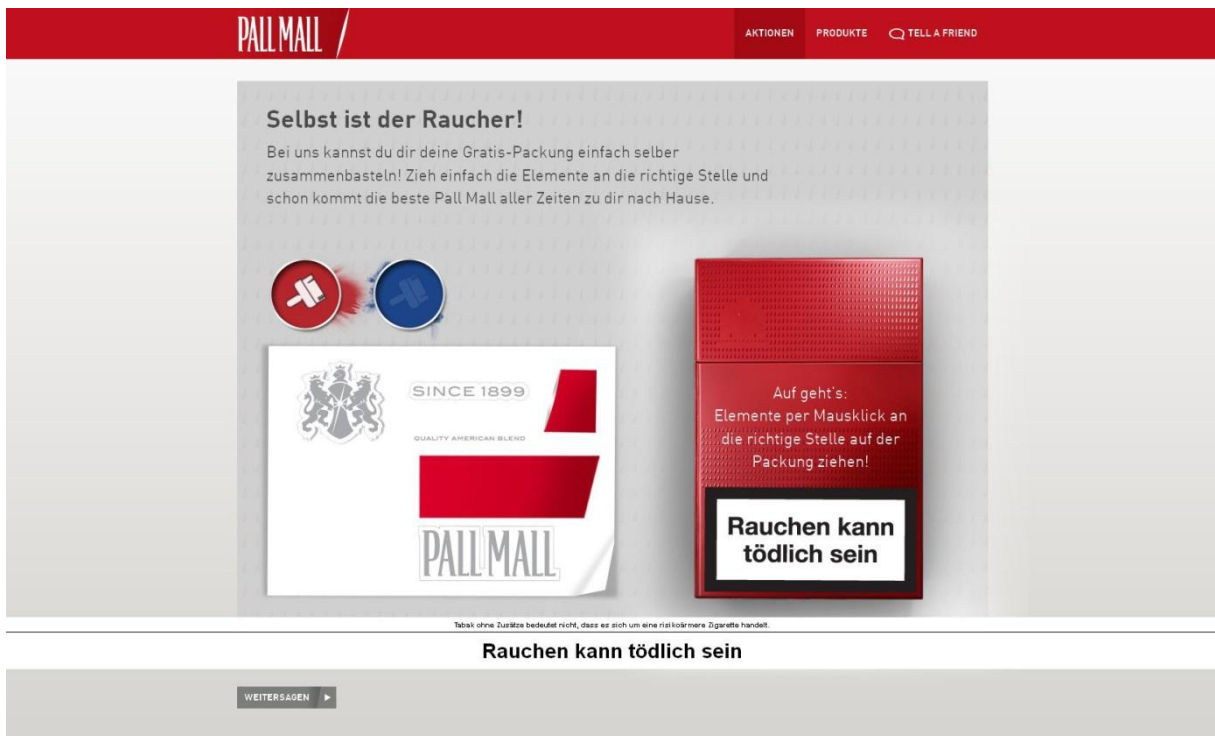 PALL MALL
AKTIONEN PRODUKTE TELL A FRIEND
Selbst ist der Raucher!
Bei uns kannst du dir deine Gratis-Packung einfach selber
zusammenbasteln! Zieh einfach die Elemente an die richtige Stelle und
schon kommt die beste Pall Mall aller Zeiten zu dir nach Hause.
SINCE 1899
QUALITY AMERICAN BLEND
PALL MALL
Auf geht's:
Elemente per Mausklick an
die richtige Stelle auf der
Packung ziehen!
Rauchen kann
tödlich sein
Tabak ohne Zusätze bedeutet nicht, dass es sich um eine risikoärmere Zigarette handelt.
Rauchen kann tödlich sein
WEITERSAGEN